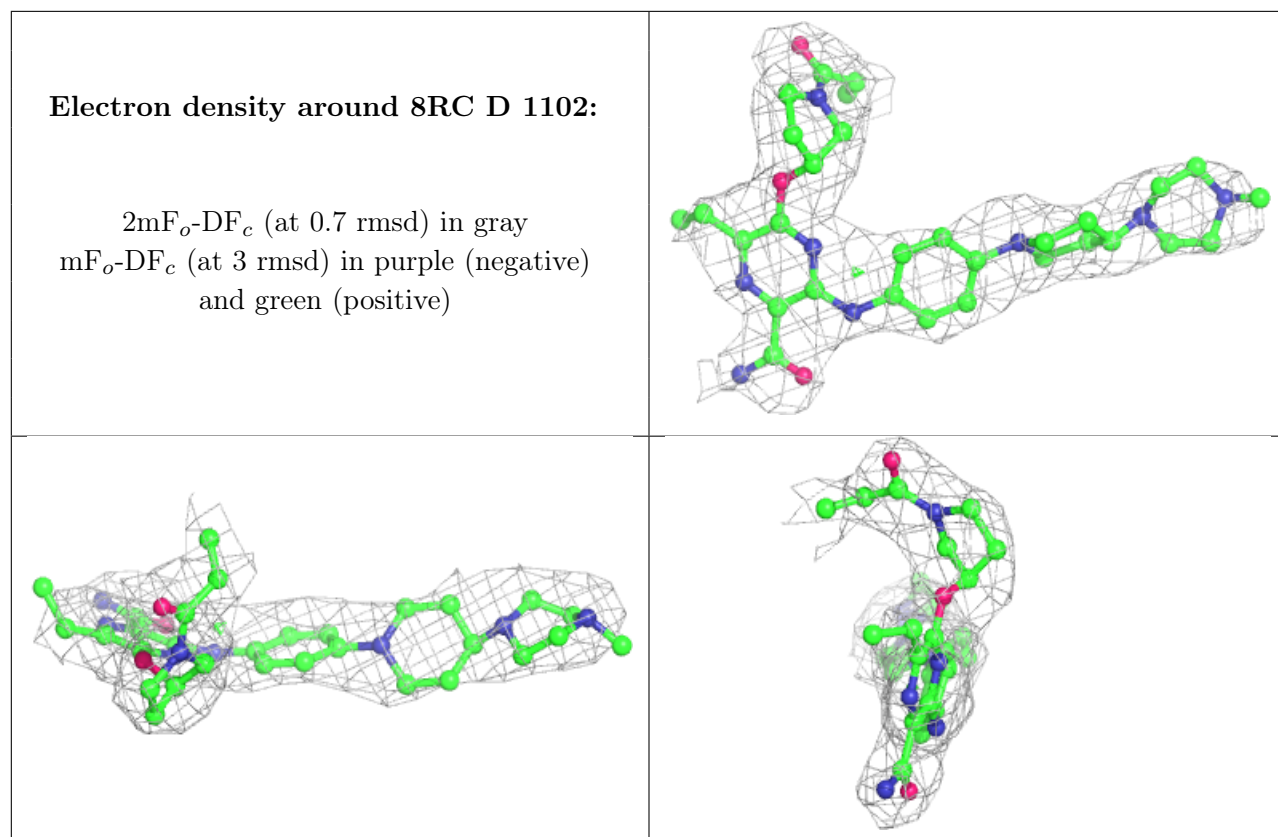 Electron density around 8RC D 1102:
2mFo-DFc (at 0.7 rmsd) in gray
mFo-DFc (at 3 rmsd) in purple (negative)
and green (positive)